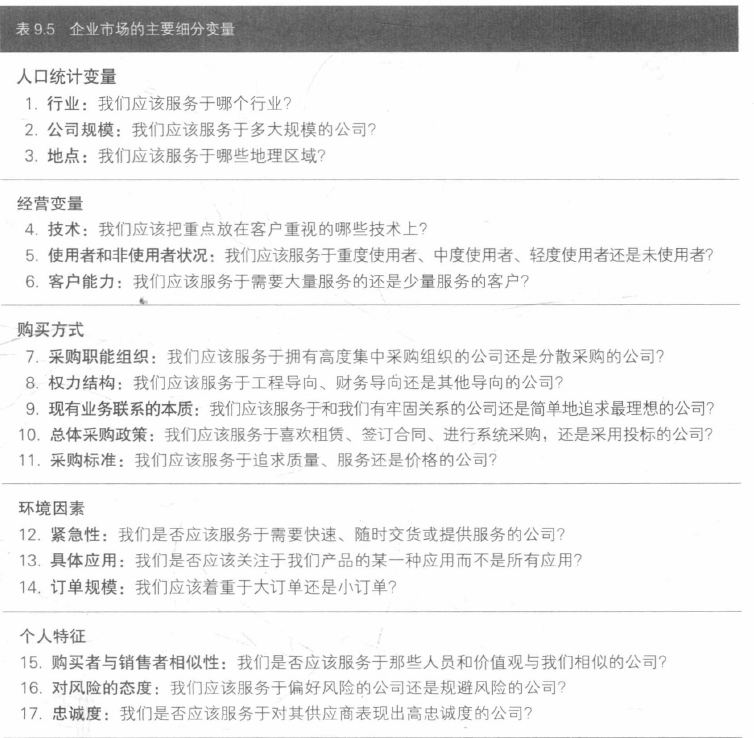 表 9.5 企业市场的主要细分变量
人口统计变量
1. 行业：我们应该服务于哪个行业？
2. 公司规模：我们应该服务于多大规模的公司？
3. 地点：我们应该服务于哪些地理区域？
经营变量
4. 技术：我们应该把重点放在客户重视的哪些技术上？
5. 使用者和非使用者状况：我们应该服务于重度使用者、中度使用者、轻度使用者还是未使用者？
6. 客户能力：我们应该服务于需要大量服务的还是少量服务的客户？
购买方式
7. 采购职能组织：我们应该服务于拥有高度集中采购组织的公司还是分散采购的公司？
8. 权力结构：我们应该服务于工程导向、财务导向还是其他导向的公司？
9. 现有业务联系的本质：我们应该服务于和我们有牢固关系的公司还是简单地追求最理想的公司？
10. 总体采购政策：我们应该服务于喜欢租赁、签订合同、进行系统采购，还是采用投标的公司？
11. 采购标准：我们应该服务于追求质量、服务还是价格的公司？
环境因素
12. 紧急性：我们是否应该服务于需要快速、随时交货或提供服务的公司？
13. 具体应用：我们是否应该关注于我们产品的某一种应用而不是所有应用？
14. 订单规模：我们应该着重于大订单还是小订单？
个人特征
15. 购买者与销售者相似性：我们是否应该服务于那些人员和价值观与我们相似的公司？
16. 对风险的态度：我们应该服务于偏好风险的公司还是规避风险的公司？
17. 忠诚度：我们是否应该服务于对其供应商表现出高忠诚度的公司？